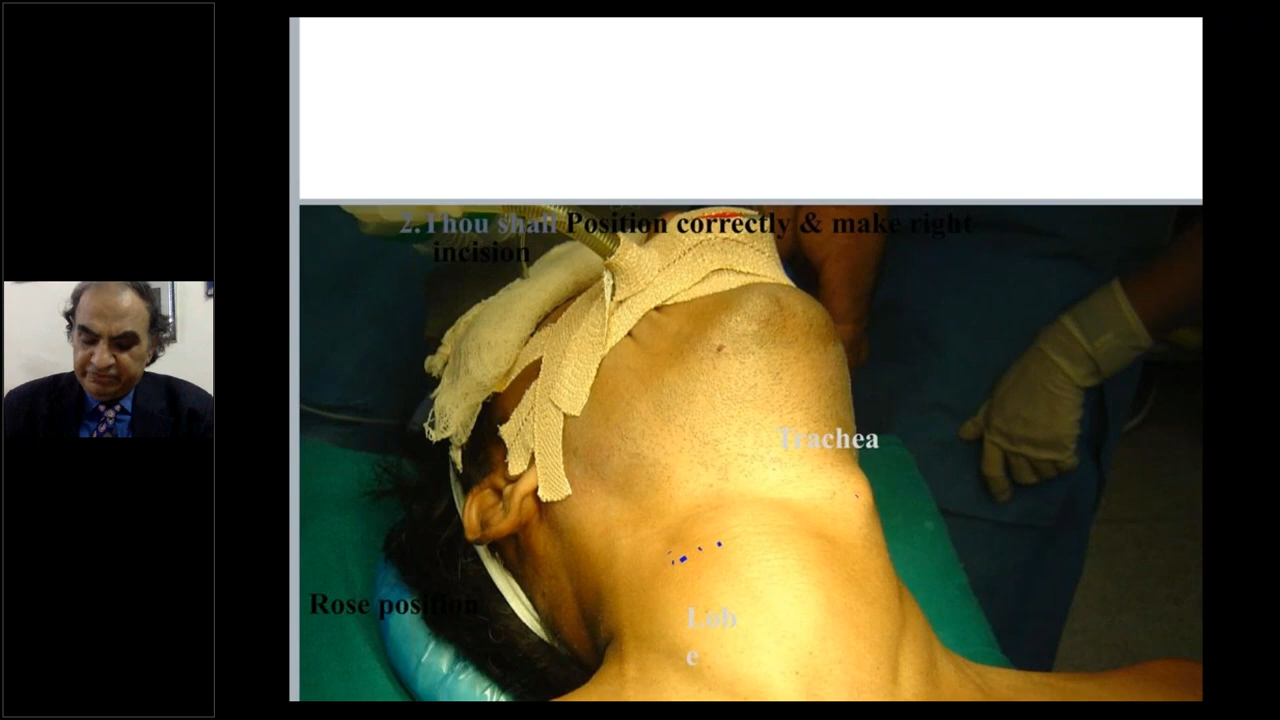 2. Thou shall Position correctly & make right
incision
Trachea
Rose position
Lob
e